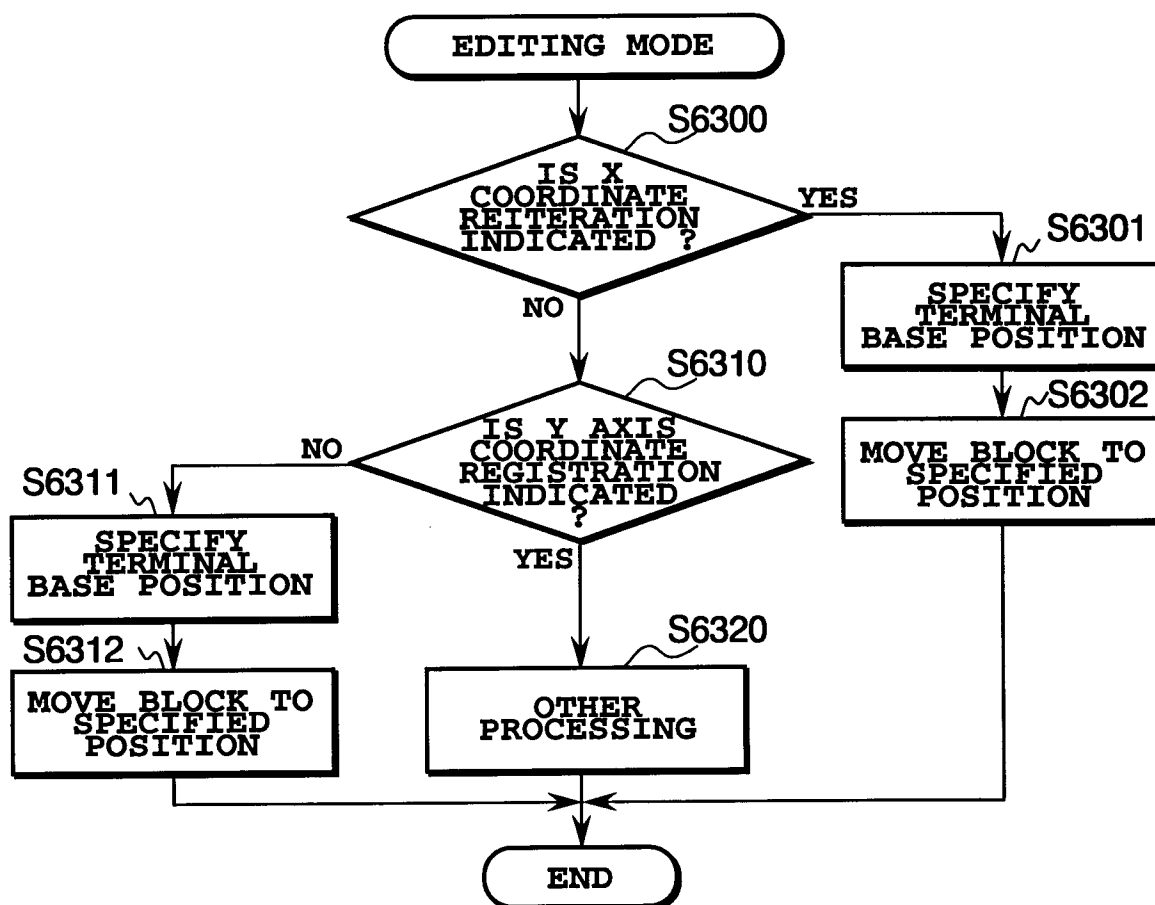 EDITING MODE
S6300
IS X
COORDINATE
REITERATION
INDICATED ?
YES
NO
S6301
SPECIFY
TERMINAL
BASE POSITION
S6302
MOVE BLOCK TO
SPECIFIED
POSITION
S6310
IS Y AXIS
COORDINATE
REGISTRATION
INDICATED
?
NO
YES
S6311
SPECIFY
TERMINAL
BASE POSITION
S6312
MOVE BLOCK TO
SPECIFIED
POSITION
S6320
OTHER
PROCESSING
END